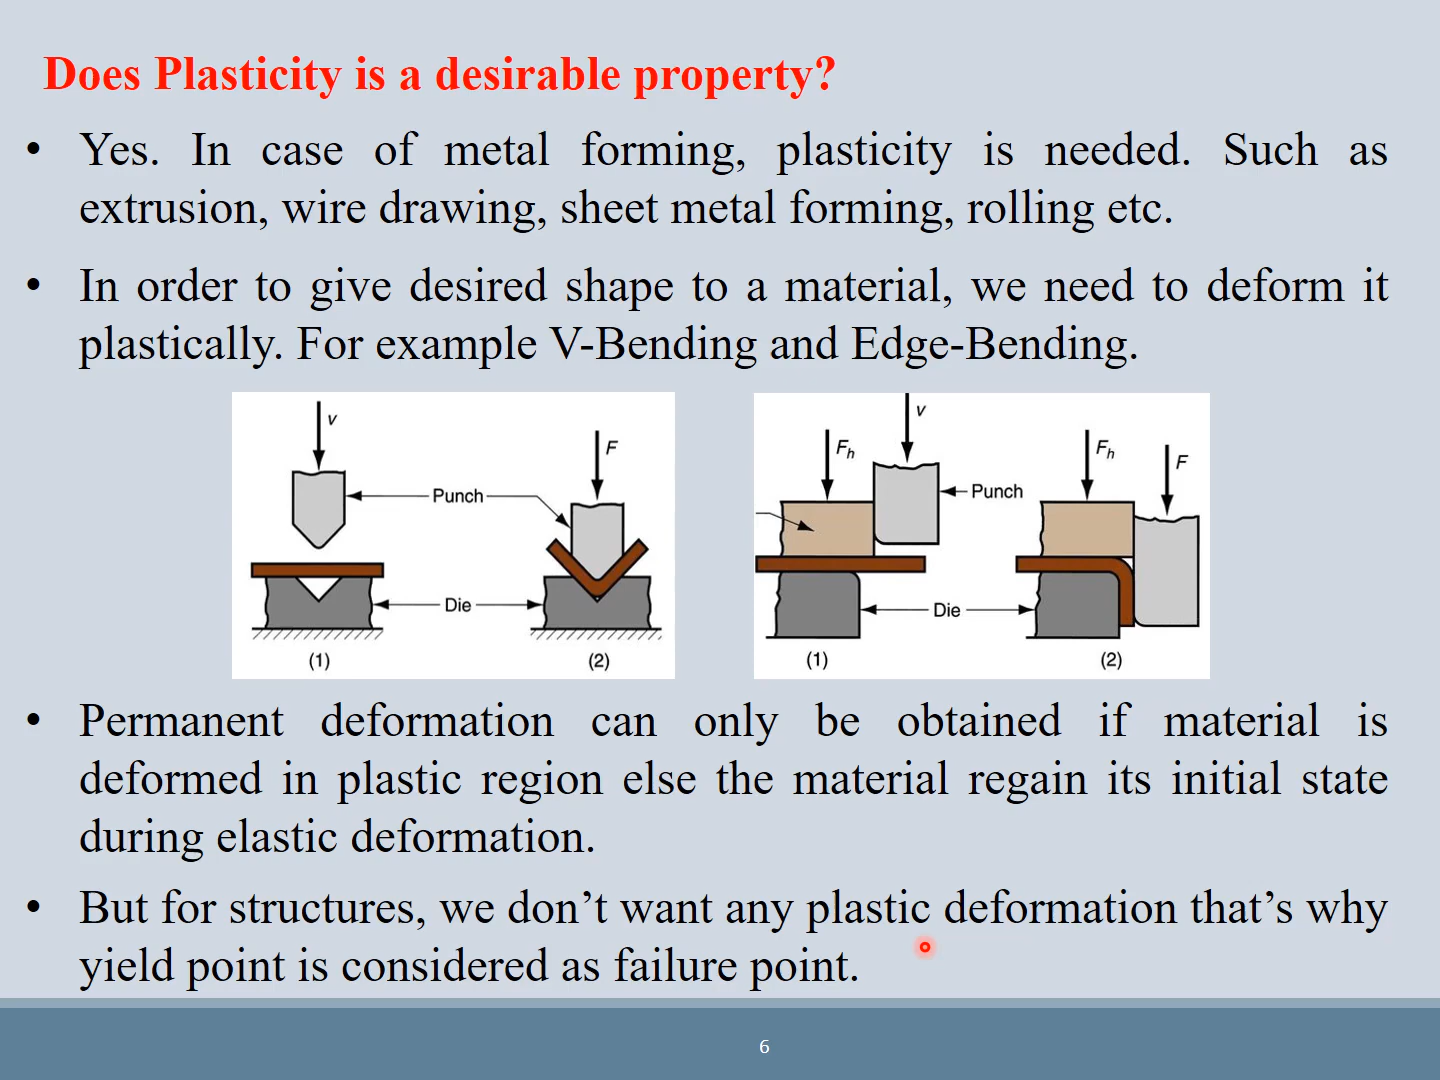 Does Plasticity is a desirable property?
• Yes. In case of metal forming, plasticity is needed. Such as
extrusion, wire drawing, sheet metal forming, rolling etc.
• In order to give desired shape to a material, we need to deform it
plastically. For example V-Bending and Edge-Bending.
v
F
Punch
Die
(1)
(2)
v
Fh
Fh
F
Punch
Die
(1)
(2)
• Permanent deformation can only be obtained if material is
deformed in plastic region else the material regain its initial state
during elastic deformation.
• But for structures, we don’t want any plastic deformation that’s why
yield point is considered as failure point.
6